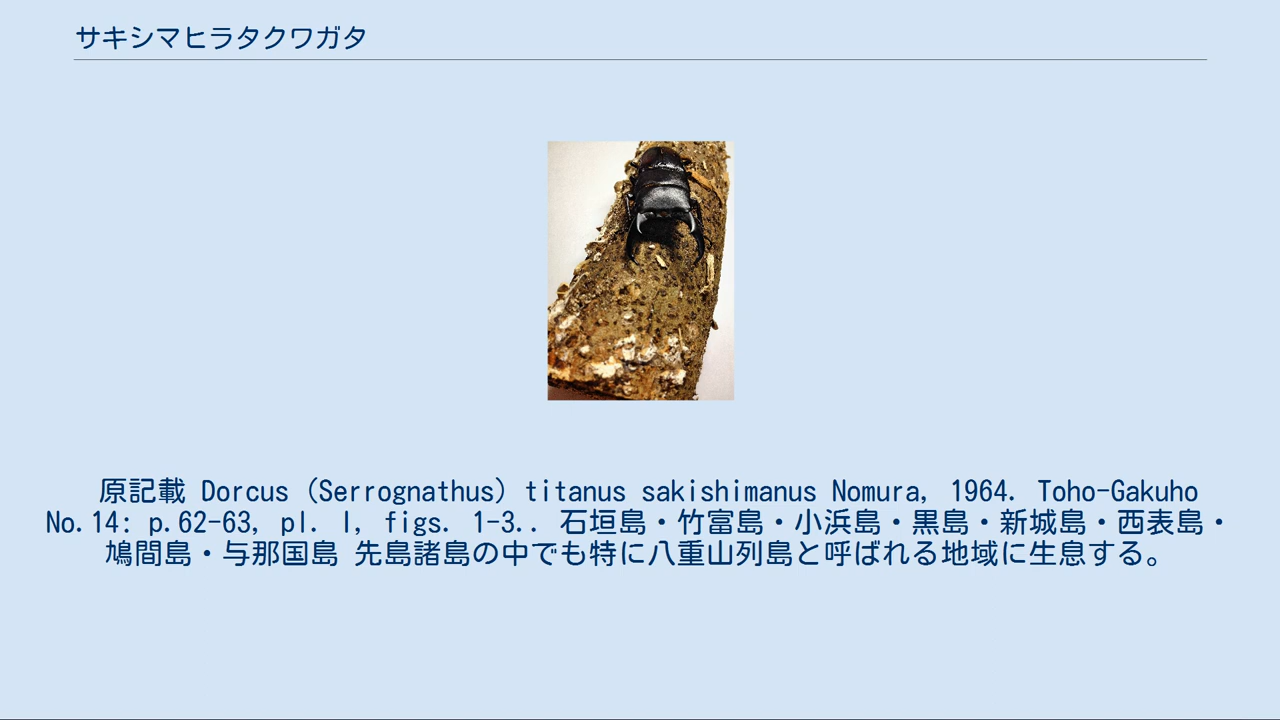 サキシマヒラタクワガタ
原記載 Dorcus (Serrognathus) titanus sakishimanus Nomura, 1964. Toho-Gakuho
No.14: p.62-63, pl. I, figs. 1-3.. 石垣島・竹富島・小浜島・黒島・新城島・西表島・
鳩間島・与那国島 先島諸島の中でも特に八重山列島と呼ばれる地域に生息する。